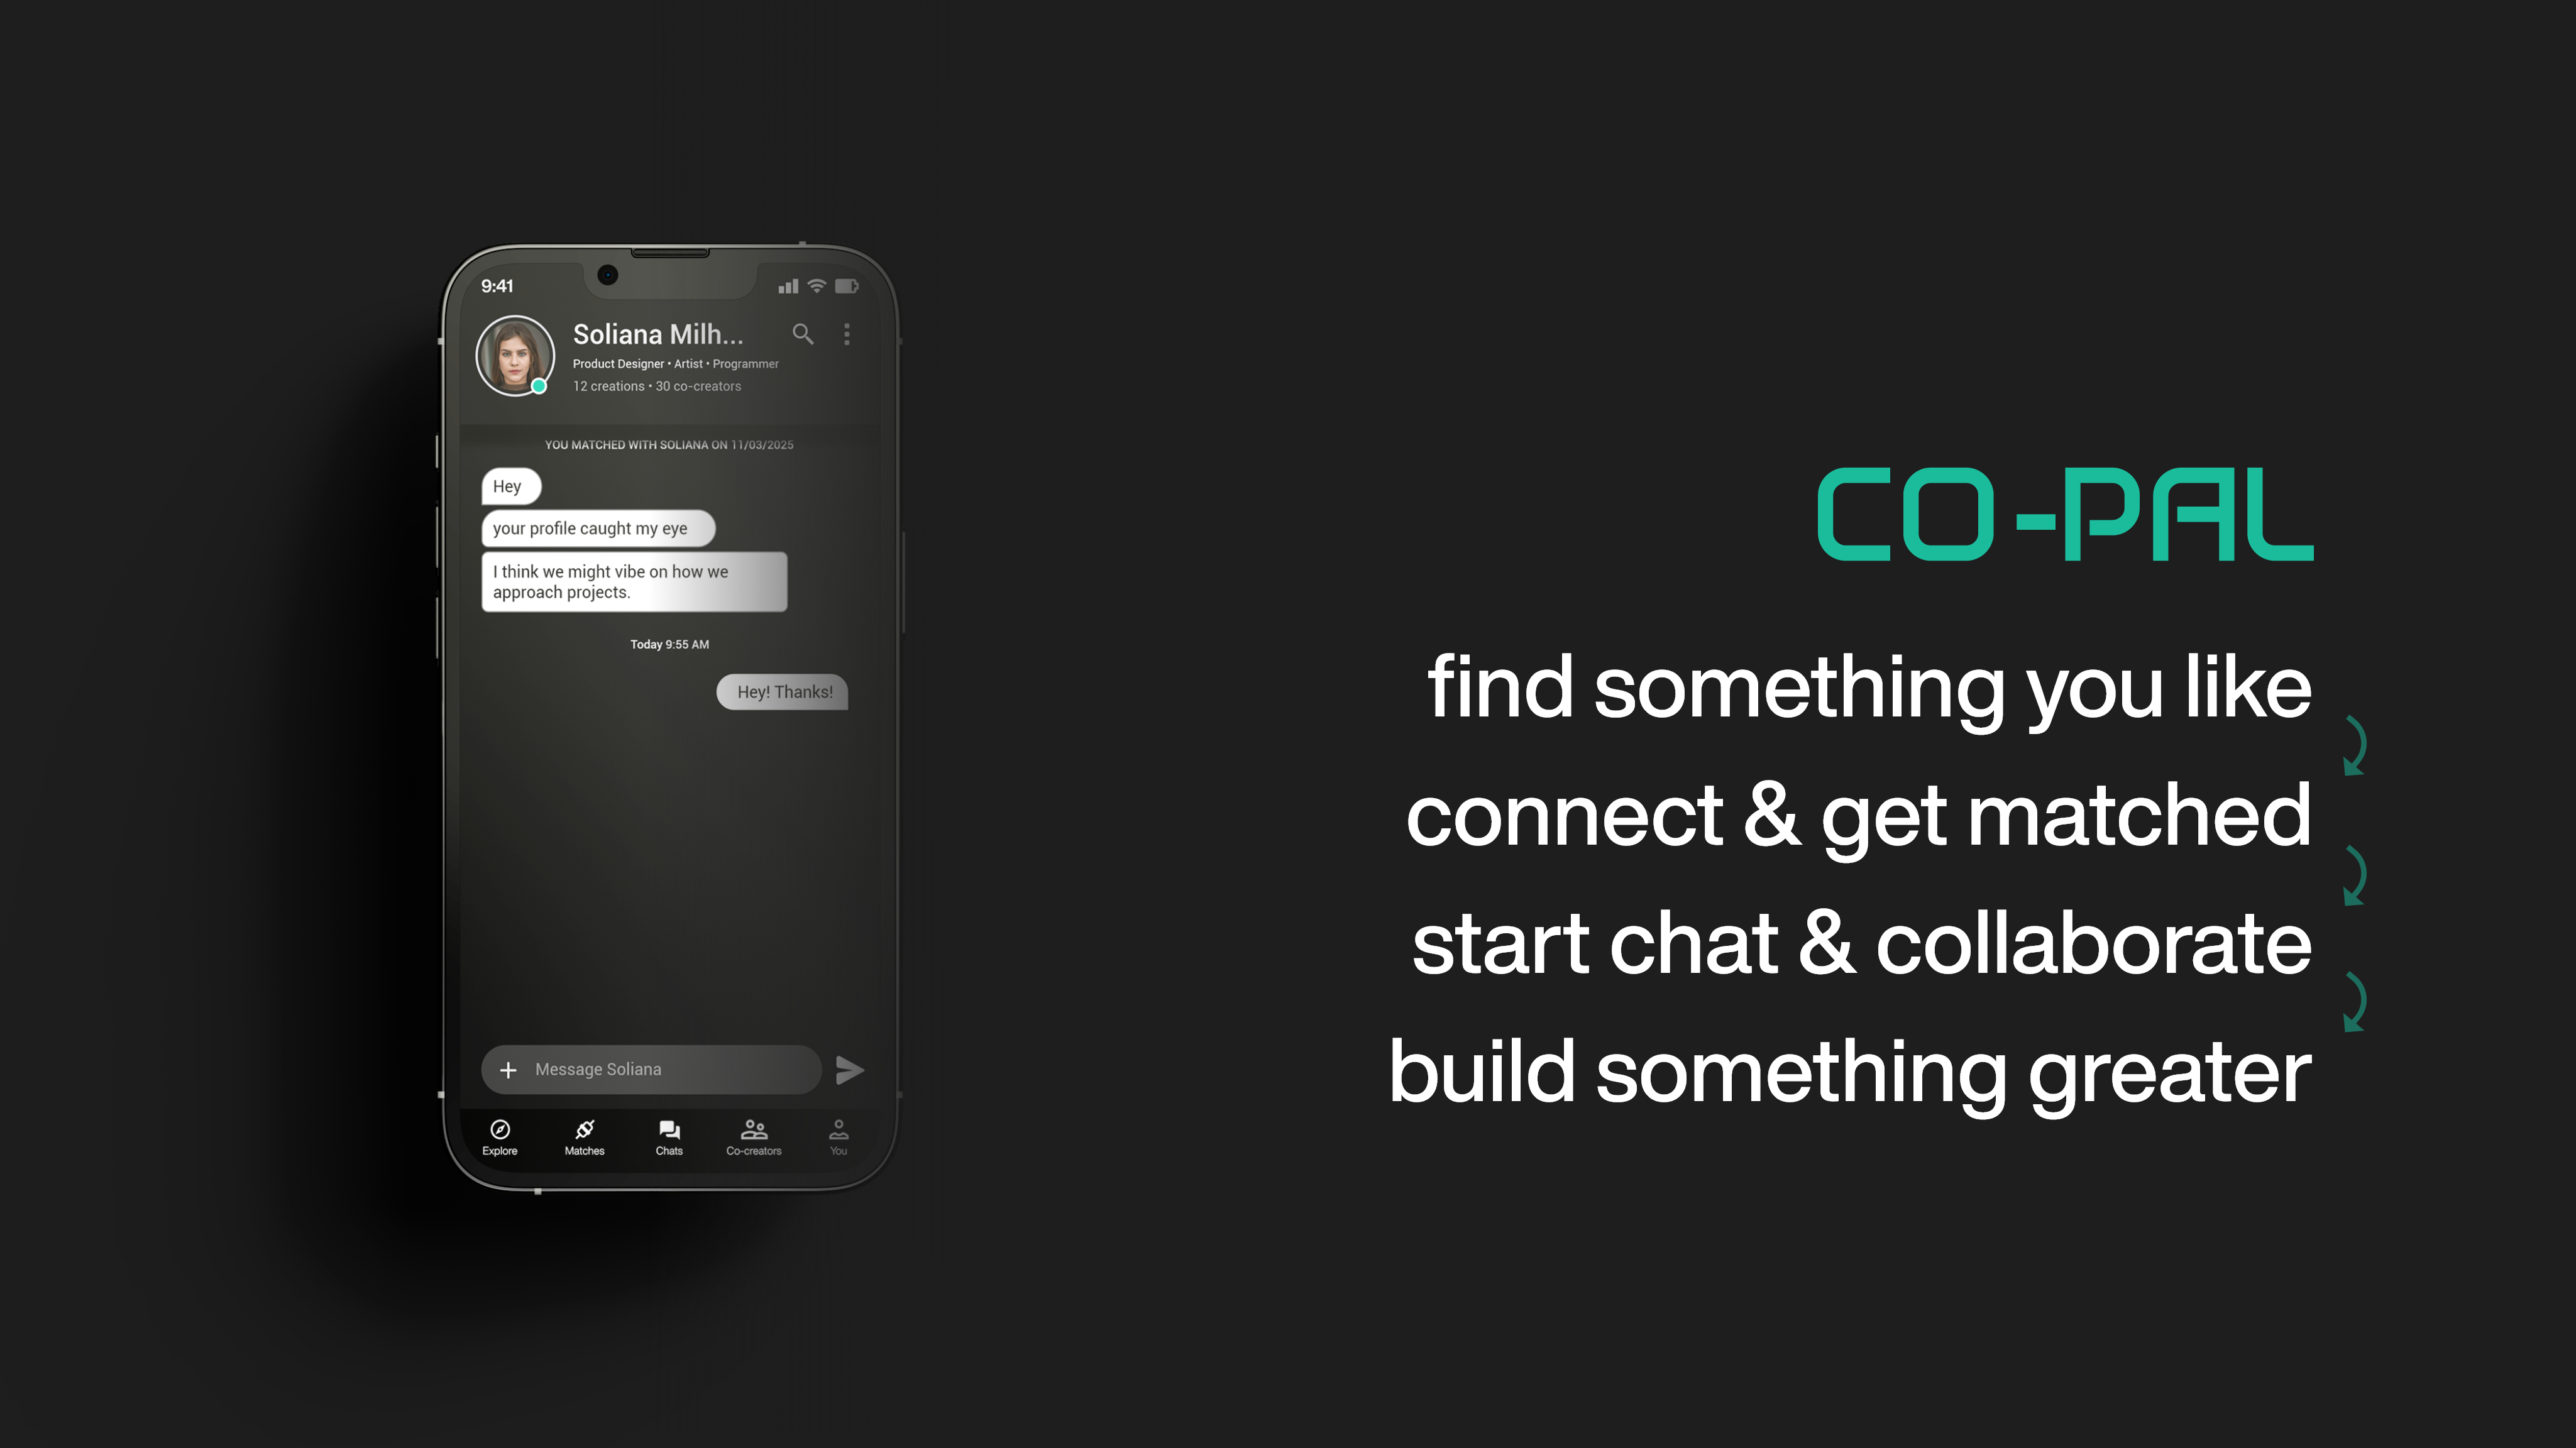 9:41
Soliana Milh...
Product Designer • Artist • Programmer
12 creations • 30 co-creators
YOU MATCHED WITH SOLIANA ON 11/03/2025
Hey
your profile caught my eye
I think we might vibe on how we
approach projects.
Today 9:55 AM
Hey! Thanks!
Message Soliana
Explore
Matches
Chats
Co-creators
You
CO-PAL
find something you like
connect & get matched
start chat & collaborate
build something greater